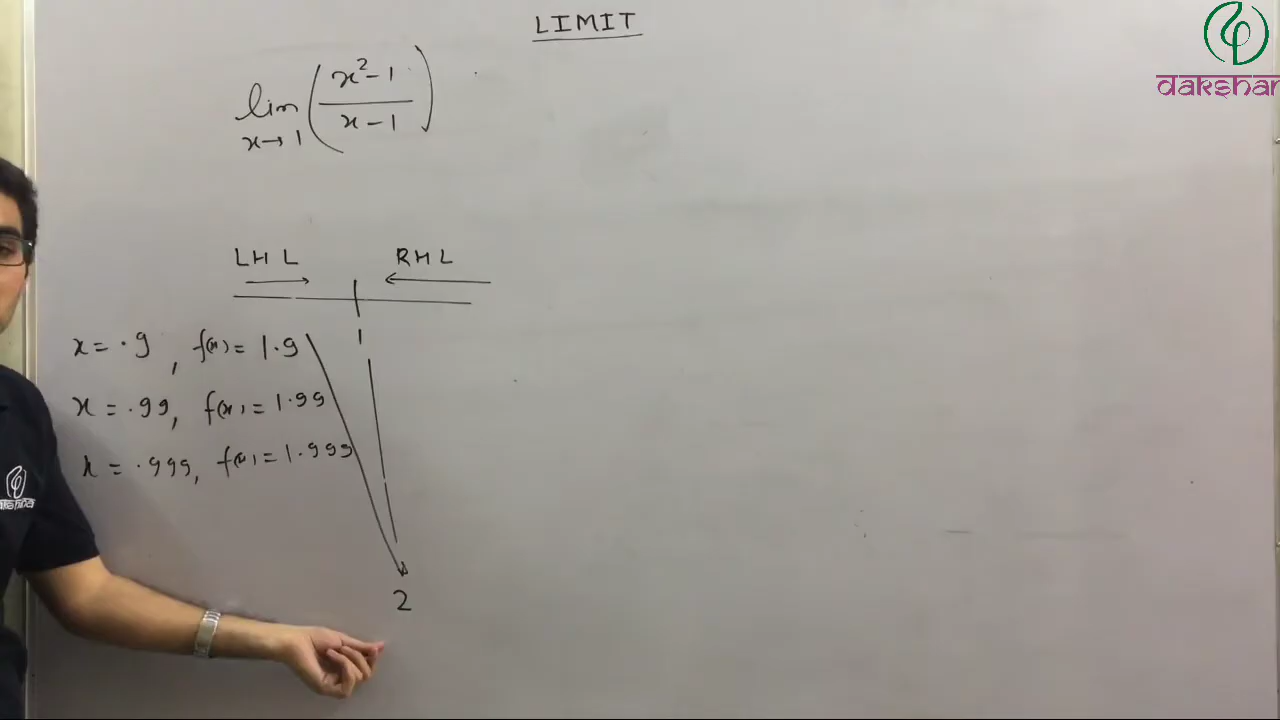 LIMIT
dakshana
lim x→1 (x²-1 / x-1)
LHL RHL
1
x = .9, f(x) = 1.9
x = .99, f(x) = 1.99
x = .999, f(x) = 1.999
2